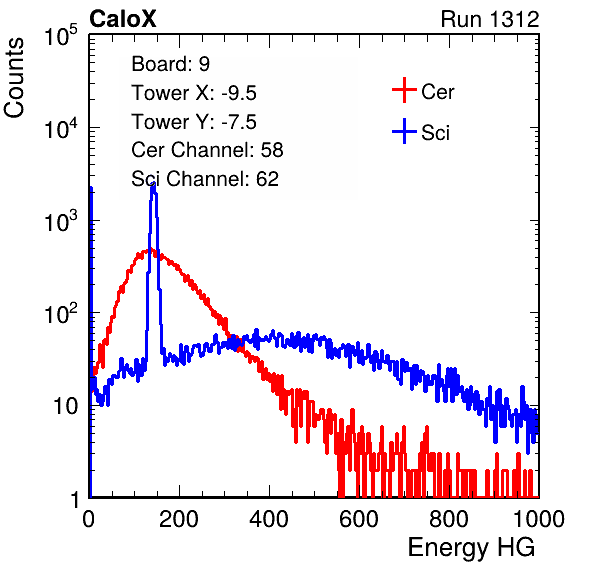 CaloX Run 1312
Counts
Board: 9
Tower X: -9.5
Tower Y: -7.5
Cer Channel: 58
Sci Channel: 62
Cer
Sci
10^5
10^4
10^3
10^2
10
1
0 200 400 600 800 1000
Energy HG